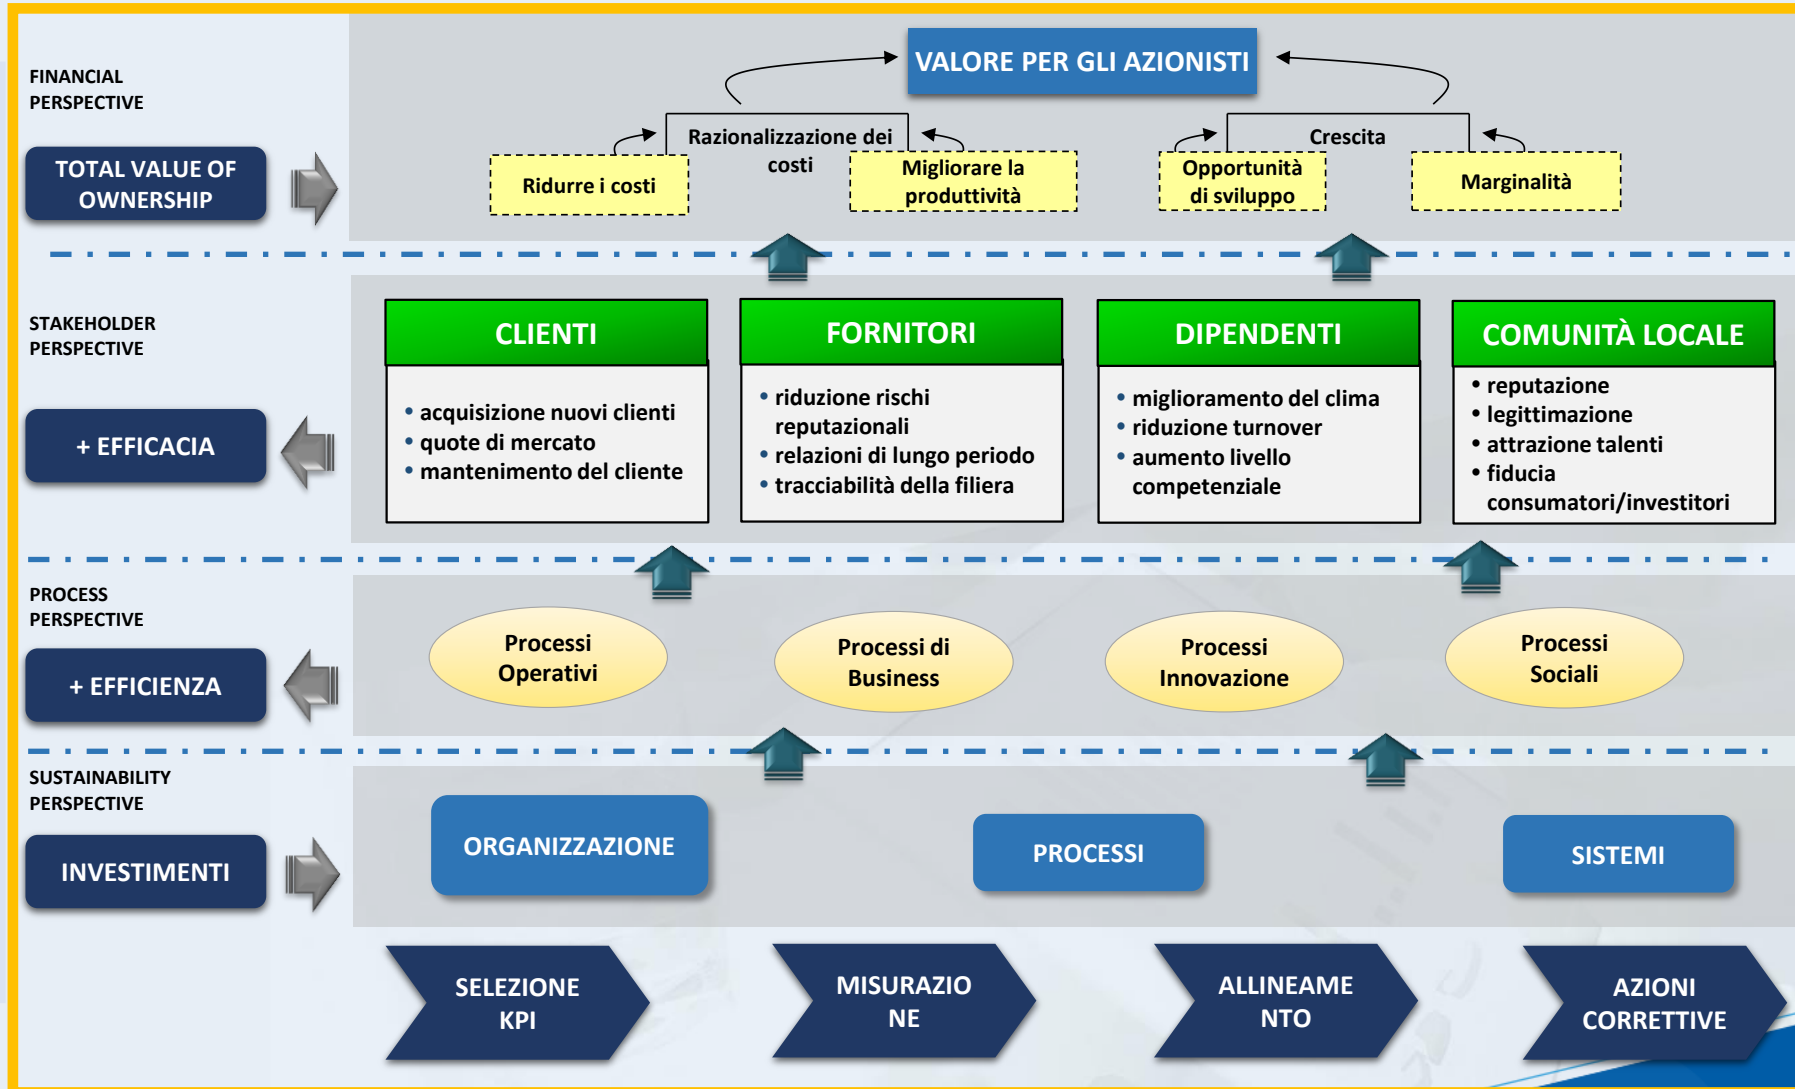 FINANCIAL
PERSPECTIVE
TOTAL VALUE OF
OWNERSHIP
VALORE PER GLI AZIONISTI
Razionalizzazione dei
costi
Crescita
Ridurre i costi
Migliorare la
produttività
Opportunità
di sviluppo
Marginalità
STAKEHOLDER
PERSPECTIVE
+ EFFICACIA
CLIENTI
• acquisizione nuovi clienti
• quote di mercato
• mantenimento del cliente
FORNITORI
• riduzione rischi
reputazionali
• relazioni di lungo periodo
• tracciabilità della filiera
DIPENDENTI
• miglioramento del clima
• riduzione turnover
• aumento livello
competenziale
COMUNITÀ LOCALE
• reputazione
• legittimazione
• attrazione talenti
• fiducia
consumatori/investitori
PROCESS
PERSPECTIVE
+ EFFICIENZA
Processi
Operativi
Processi di
Business
Processi
Innovazione
Processi
Sociali
SUSTAINABILITY
PERSPECTIVE
INVESTIMENTI
ORGANIZZAZIONE
PROCESSI
SISTEMI
SELEZIONE
KPI
MISURAZIO
NE
ALLINEAME
NTO
AZIONI
CORRETTIVE